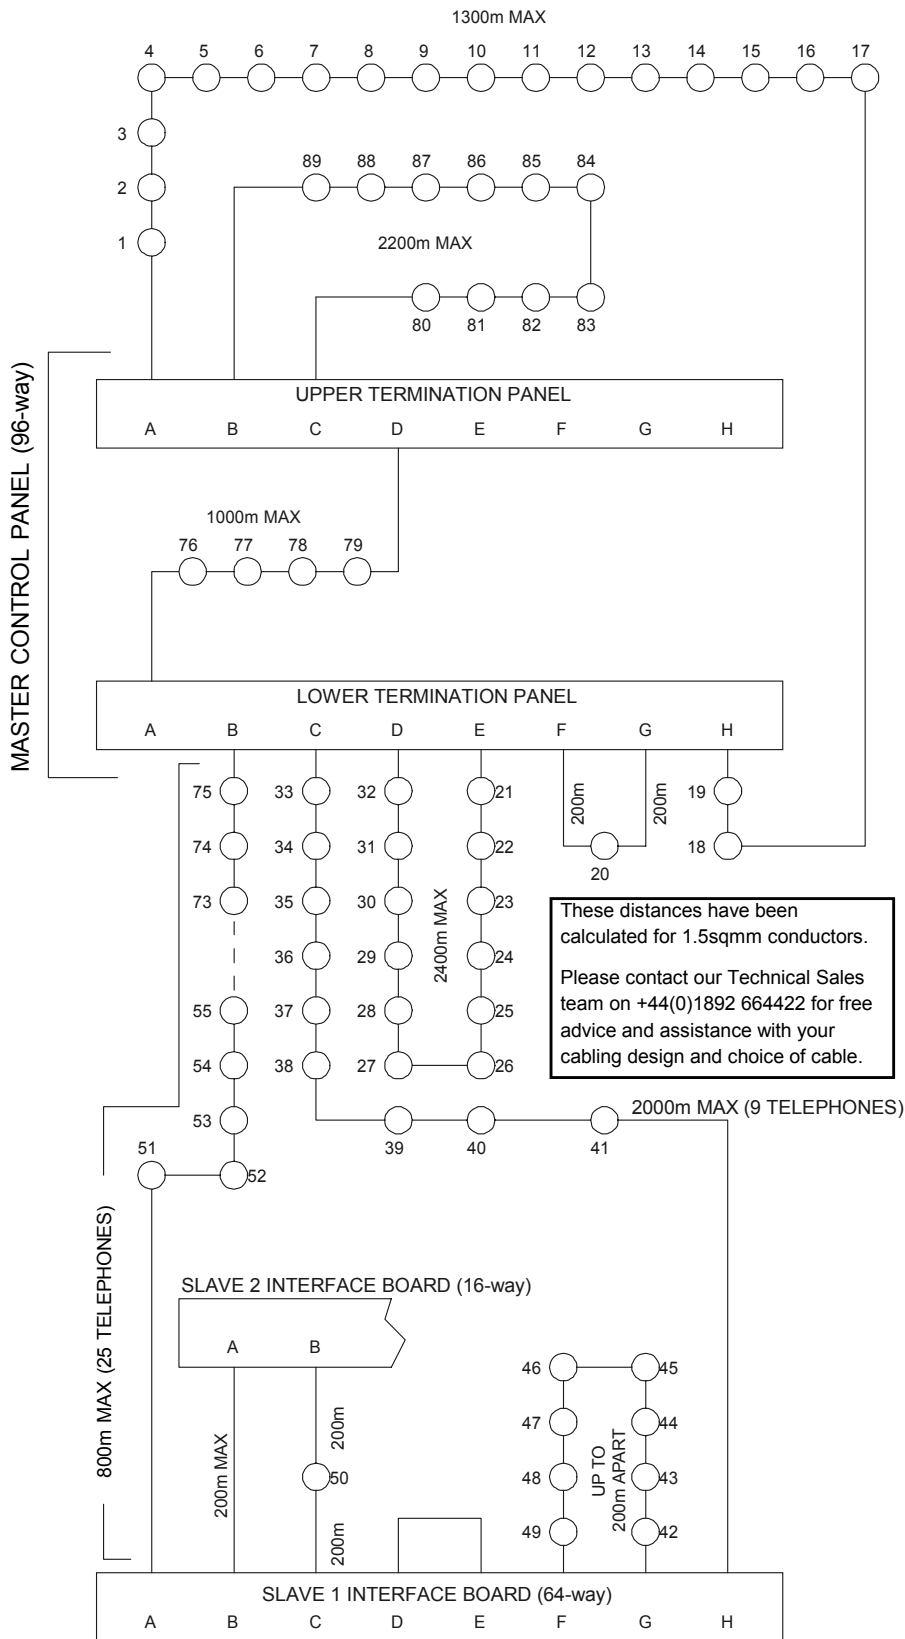 1300m MAX
4 5 6 7 8 9 10 11 12 13 14 15 16 17
3
89 88 87 86 85 84
2
1
2200m MAX
80 81 82 83
MASTER CONTROL PANEL (96-way)
UPPER TERMINATION PANEL
A B C D E F G H
1000m MAX
76 77 78 79
LOWER TERMINATION PANEL
A B C D E F G H
75 33 32 21 19
200m
200m
74 34 31 22 18
20
73 35 30 23
2400m MAX
36 29 24
55 37 28 25
54 38 27 26
These distances have been
calculated for 1.5sqmm conductors.
Please contact our Technical Sales
team on +44(0)1892 664422 for free
advice and assistance with your
cabling design and choice of cable.
2000m MAX (9 TELEPHONES)
53
39 40 41
51
52
800m MAX (25 TELEPHONES)
SLAVE 2 INTERFACE BOARD (16-way)
A B
46 45
47 44
200m MAX
200m
50
200m
48 43
UP TO
200m APART
49 42
SLAVE 1 INTERFACE BOARD (64-way)
A B C D E F G H